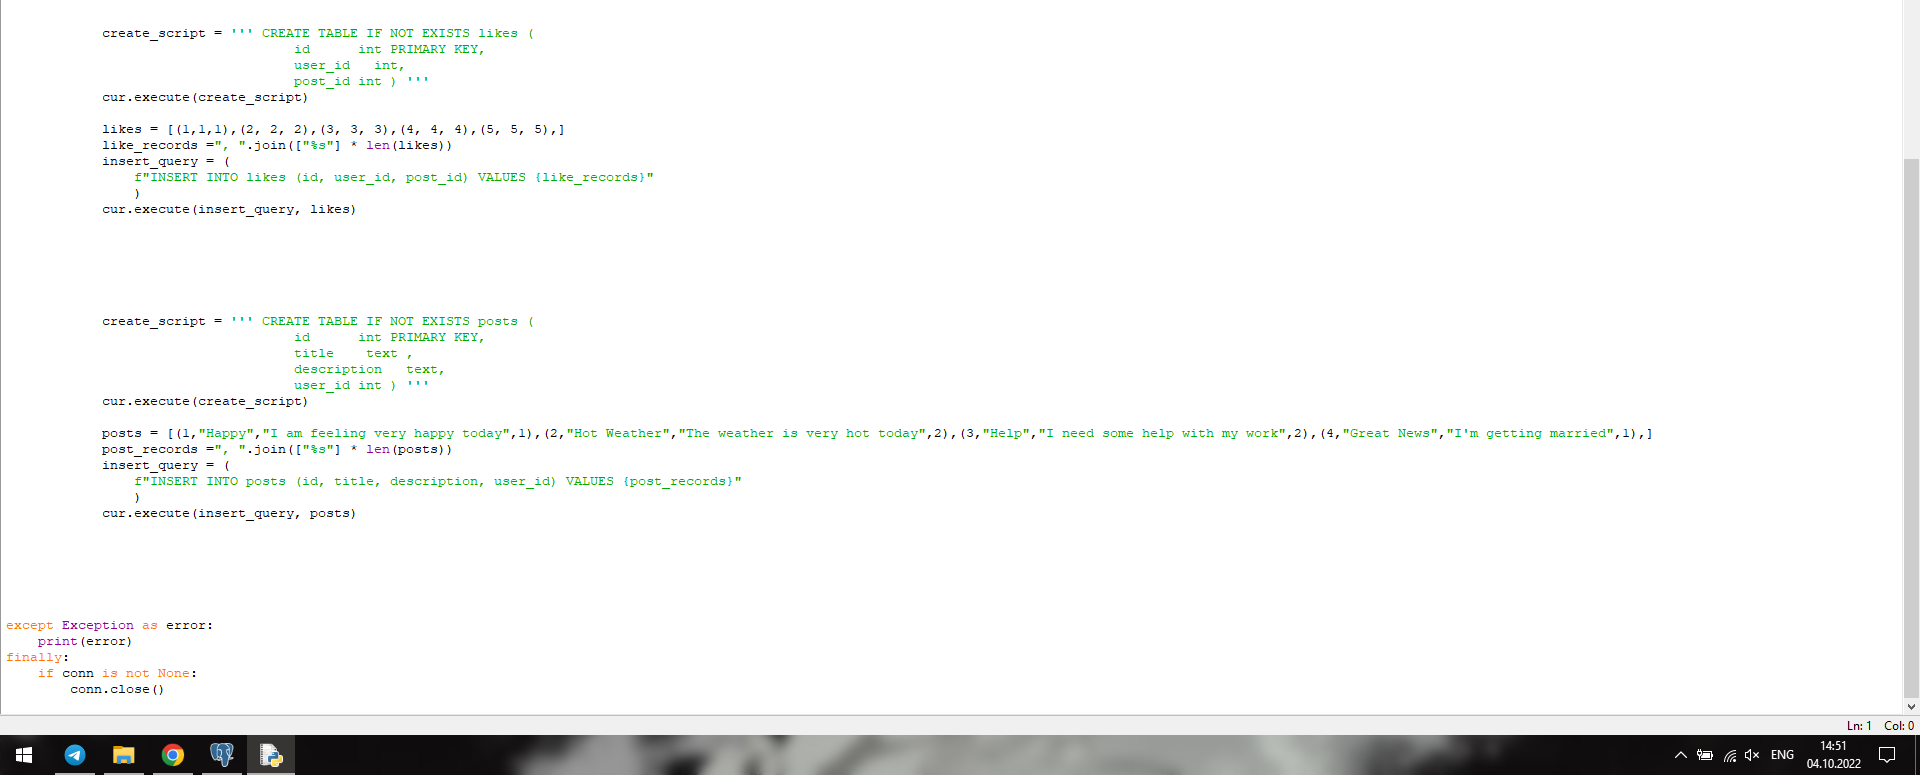 create_script = ''' CREATE TABLE IF NOT EXISTS likes (
id      int PRIMARY KEY,
user_id   int,
post_id int ) '''
cur.execute(create_script)
likes = [(1,1,1),(2, 2, 2),(3, 3, 3),(4, 4, 4),(5, 5, 5),]
like_records =", ".join(["%s"] * len(likes))
insert_query = (
f"INSERT INTO likes (id, user_id, post_id) VALUES {like_records}"
)
cur.execute(insert_query, likes)
create_script = ''' CREATE TABLE IF NOT EXISTS posts (
id      int PRIMARY KEY,
title    text ,
description   text,
user_id int ) '''
cur.execute(create_script)
posts = [(1,"Happy","I am feeling very happy today",1),(2,"Hot Weather","The weather is very hot today",2),(3,"Help","I need some help with my work",2),(4,"Great News","I'm getting married",1),]
post_records =", ".join(["%s"] * len(posts))
insert_query = (
f"INSERT INTO posts (id, title, description, user_id) VALUES {post_records}"
)
cur.execute(insert_query, posts)
except Exception as error:
print(error)
finally:
if conn is not None:
conn.close()
Ln: 1 Col: 0
ENG
14:51
04.10.2022